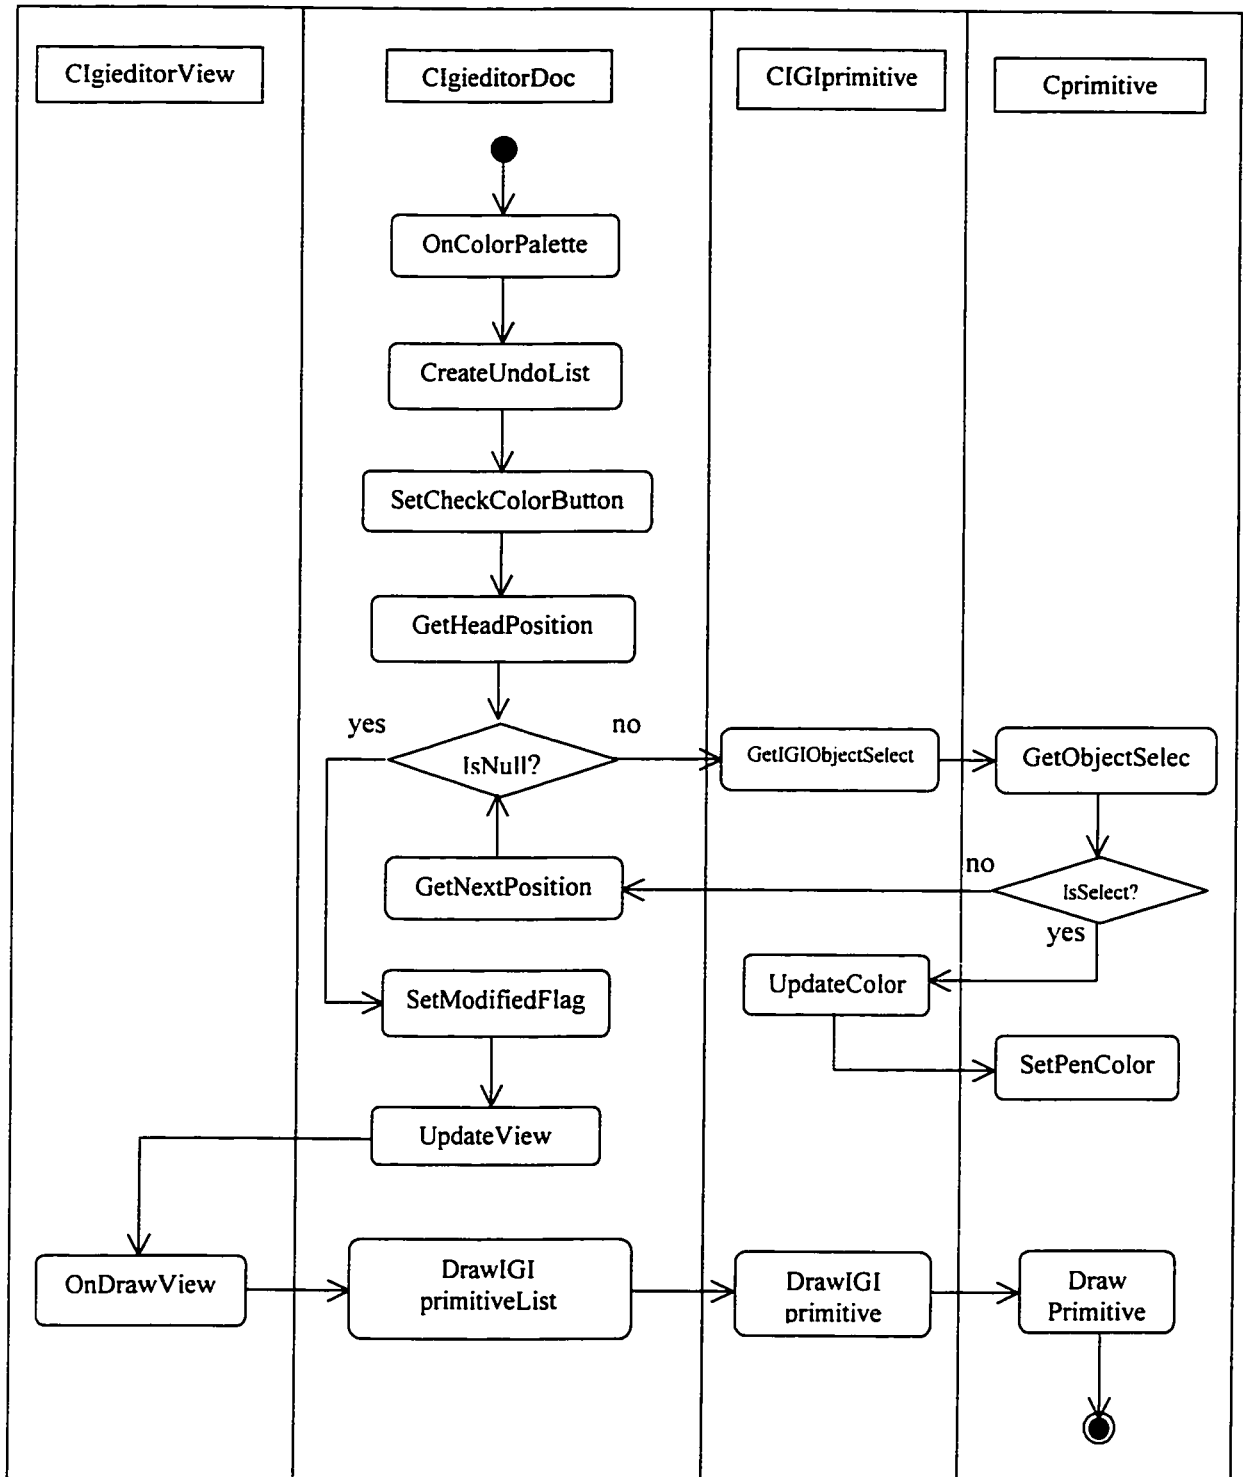 CIgieditorView
CIgieditorDoc
CIGIprimitive
Cprimitive
OnColorPalette
CreateUndoList
SetCheckColorButton
GetHeadPosition
yes
no
IsNull?
GetIGIObjectSelect
GetObjectSelec
no
GetNextPosition
IsSelect?
yes
SetModifiedFlag
UpdateColor
SetPenColor
UpdateView
OnDrawView
DrawIGI
primitiveList
DrawIGI
primitive
Draw
Primitive